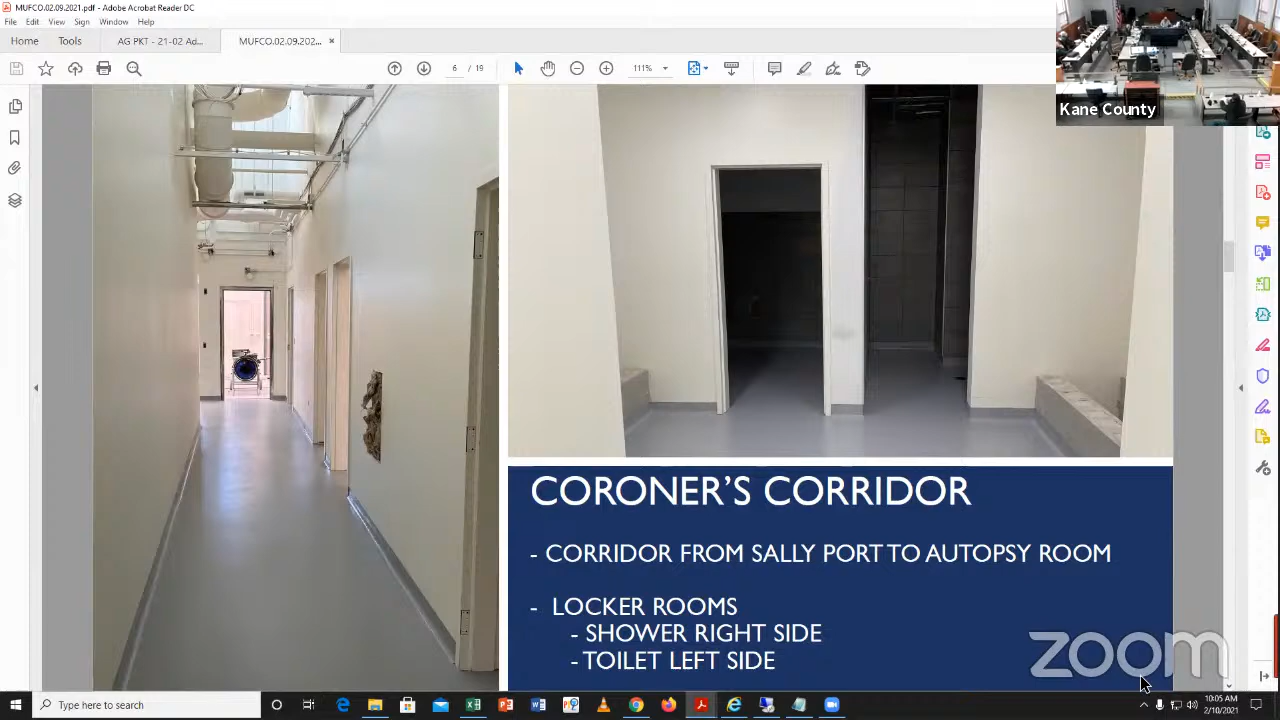 MUFCO.02.09.2021.pdf - Adobe Acrobat Reader DC
File Edit View Sign Window Help
Home Tools AG PKT - 21-02 Ad... MUFCO.02.09.202... ×
19 111%
Kane County
CORONER'S CORRIDOR
- CORRIDOR FROM SALLY PORT TO AUTOPSY ROOM
- LOCKER ROOMS
- SHOWER RIGHT SIDE
- TOILET LEFT SIDE
zoom
Type here to search
10:05 AM
2/10/2021